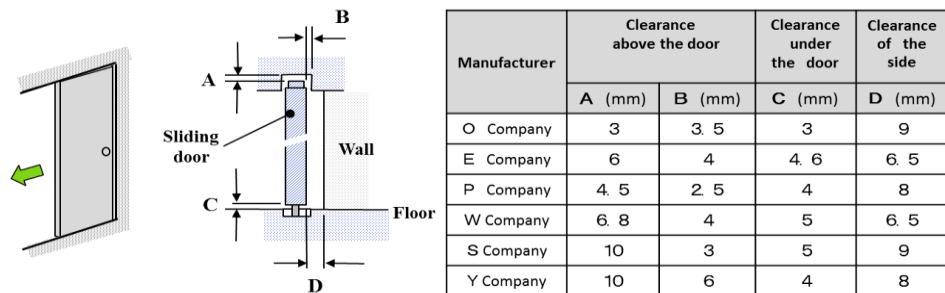 B
A
Sliding
door
Wall
C
Floor
D
Manufacturer
Clearance
above the door
Clearance
under
the door
Clearance
of the
side
A (mm) B (mm) C (mm) D (mm)
O Company 3 3. 5 3 9
E Company 6 4 4. 6 6. 5
P Company 4. 5 2. 5 4 8
W Company 6. 8 4 5 6. 5
S Company 10 3 5 9
Y Company 10 6 4 8